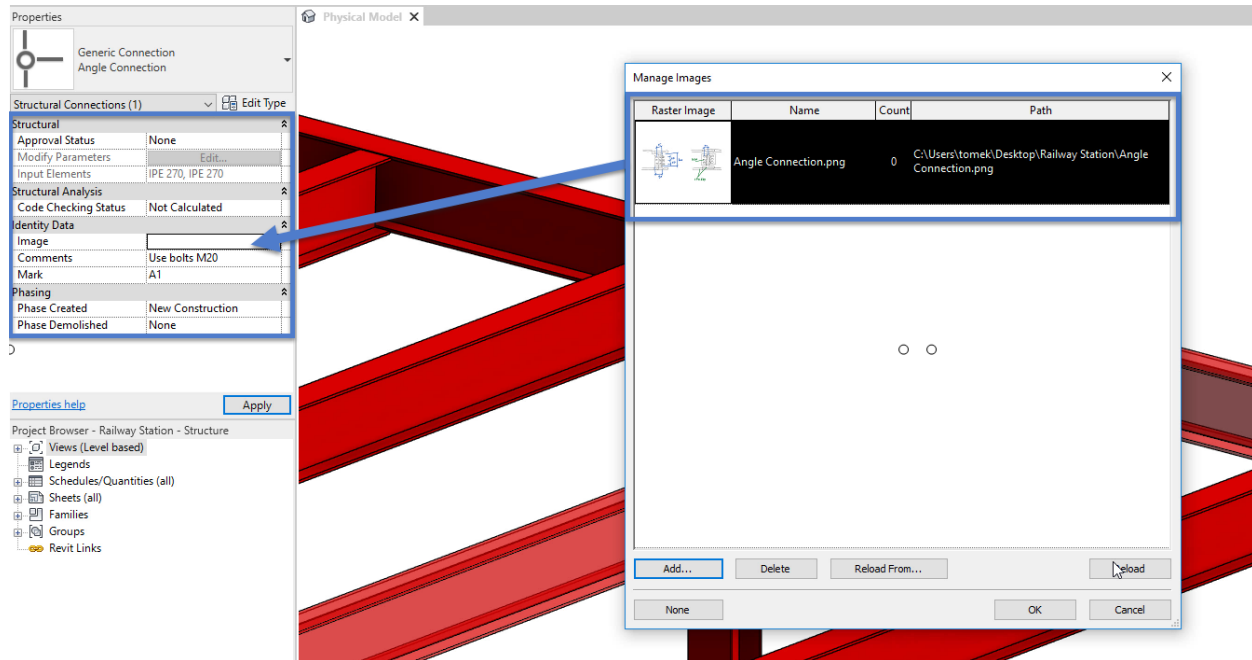 Properties
Generic Connection
Angle Connection
Structural Connections (1)
Edit Type
Structural
Approval Status None
Modify Parameters Edit...
Input Elements IPE 270, IPE 270
Structural Analysis
Code Checking Status Not Calculated
Identity Data
Image
Comments Use bolts M20
Mark A1
Phasing
Phase Created New Construction
Phase Demolished None
Properties help Apply
Project Browser - Railway Station - Structure
Views (Level based)
Legends
Schedules/Quantities (all)
Sheets (all)
Families
Groups
Revit Links
Physical Model
Manage Images
Raster Image Name Count Path
Angle Connection.png 0 C:\Users\tomek\Desktop\Railway Station\Angle
Connection.png
Add... Delete Reload From... Reload
None OK Cancel